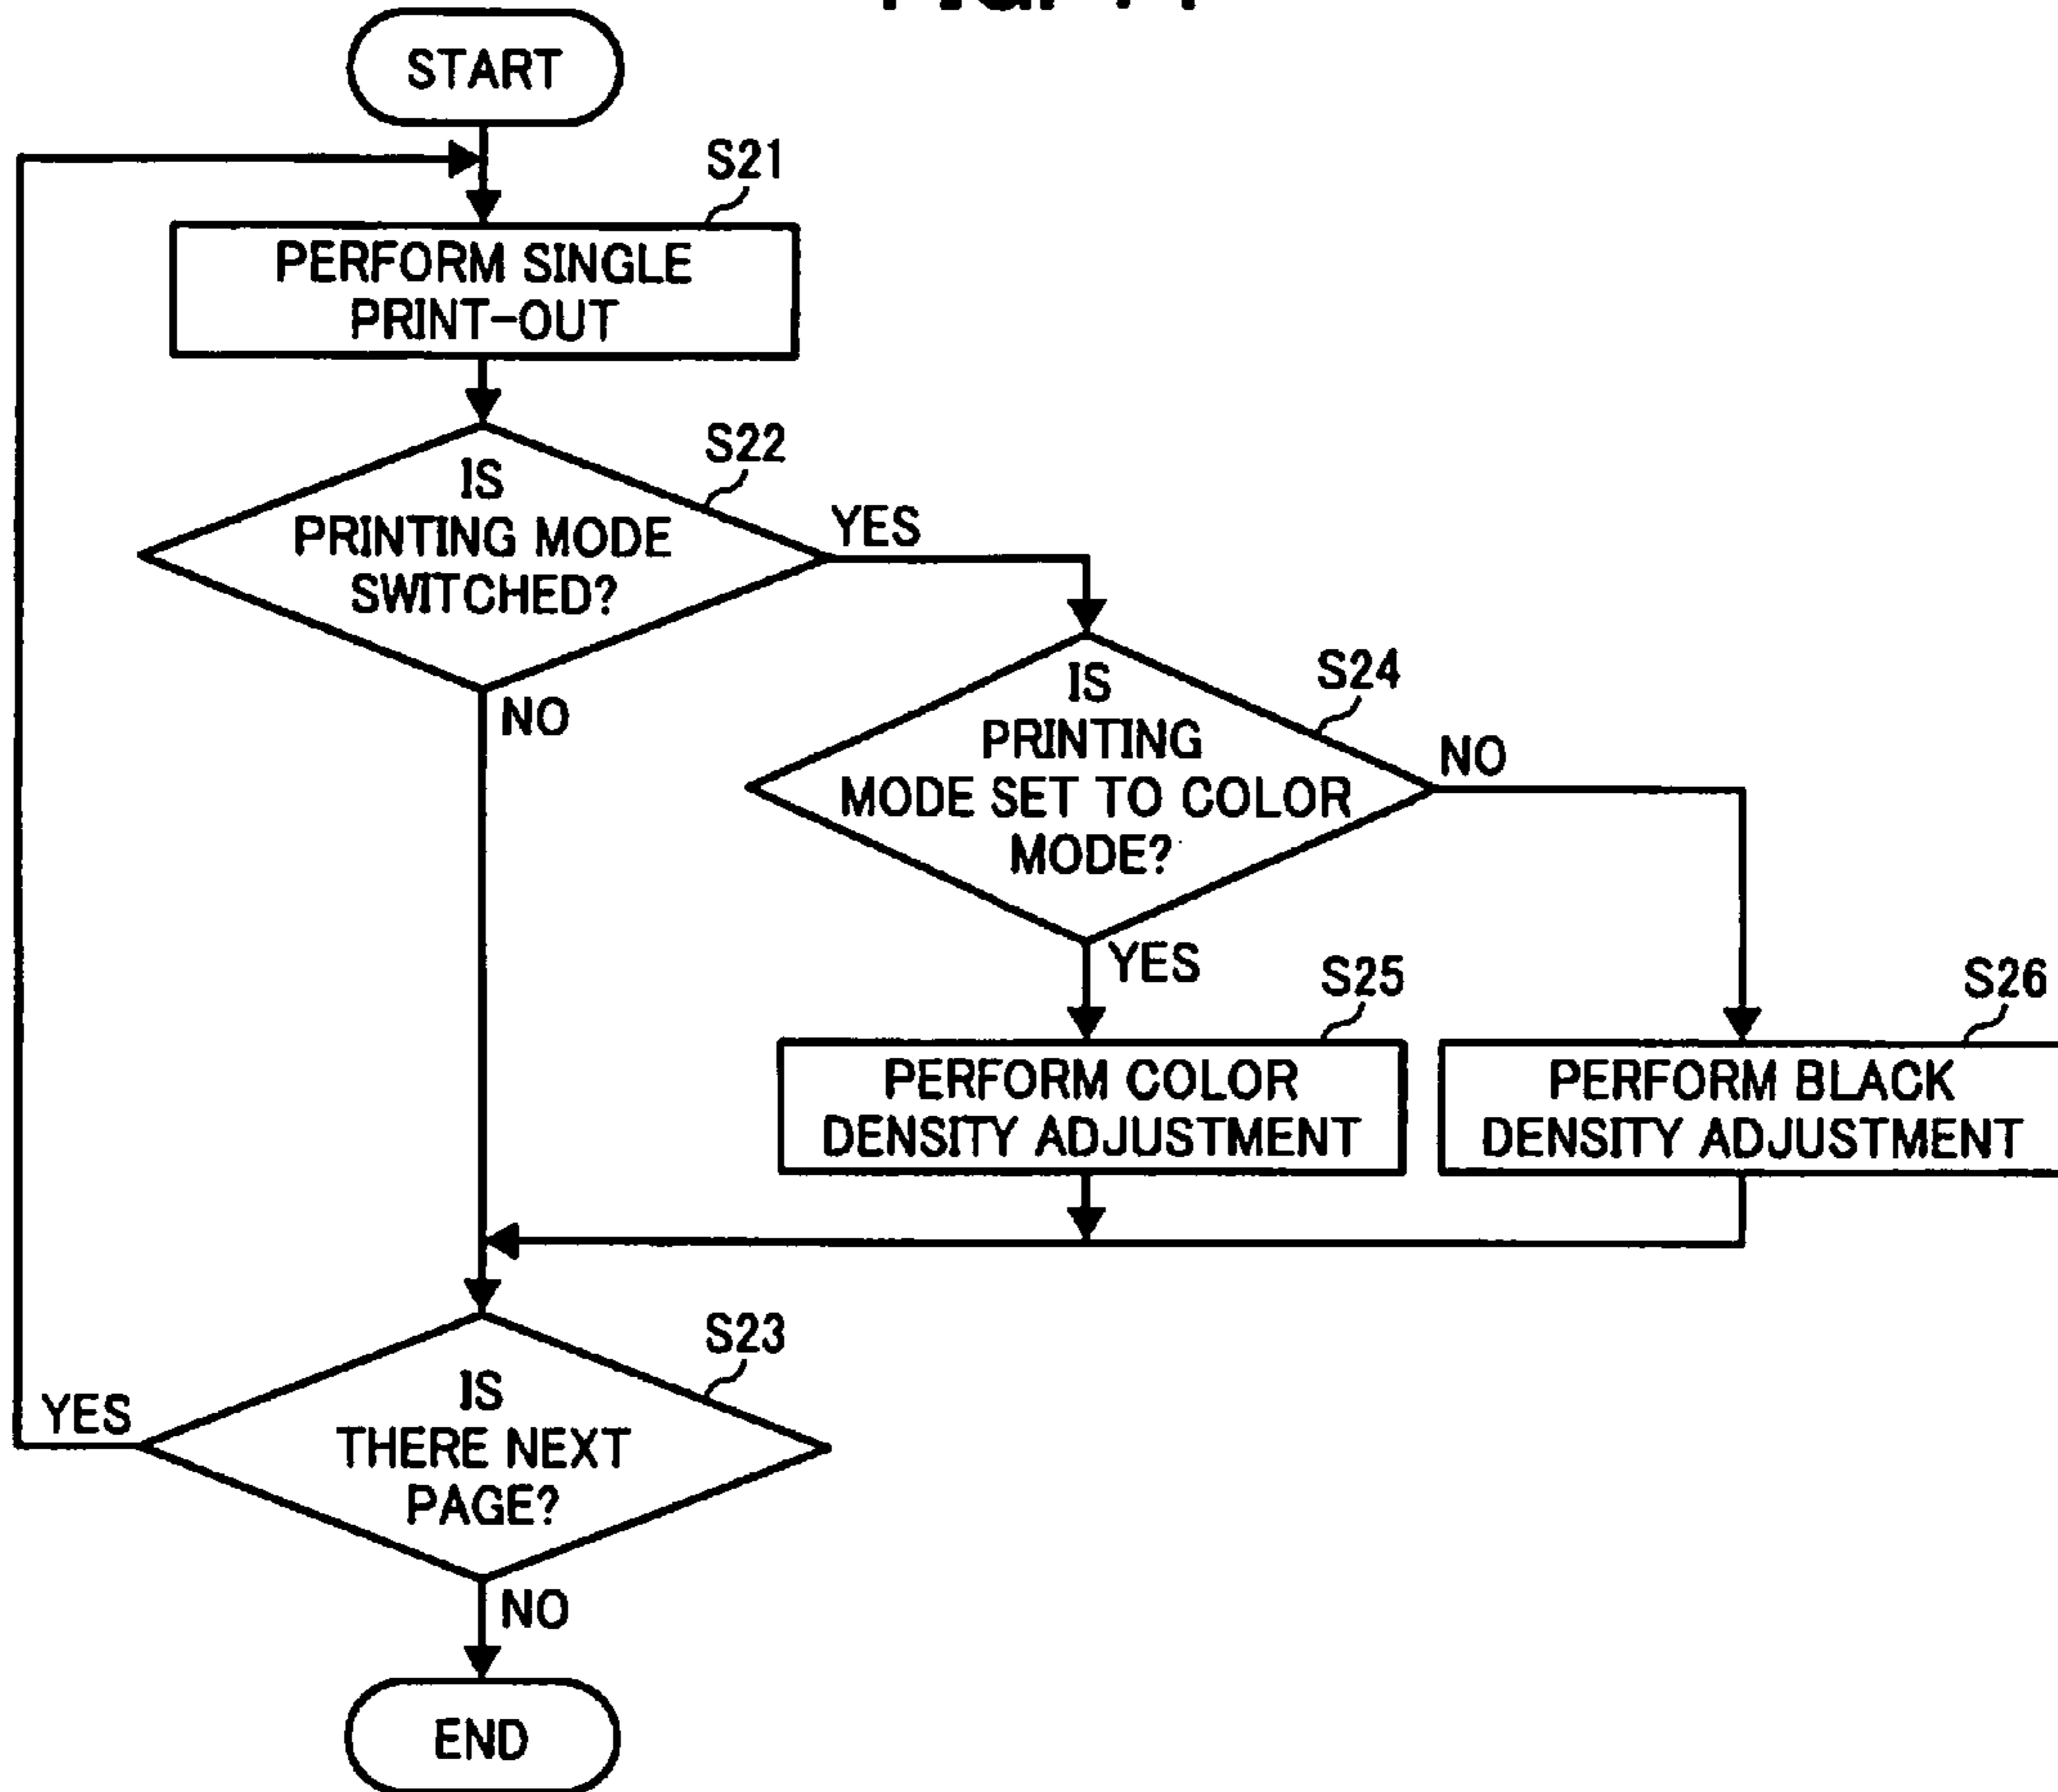 START
S21
PERFORM SINGLE
PRINT-OUT
S22
IS
PRINTING MODE
SWITCHED?
YES
NO
S24
IS
PRINTING
MODE SET TO COLOR
MODE?
NO
YES
S25
PERFORM COLOR
DENSITY ADJUSTMENT
S26
PERFORM BLACK
DENSITY ADJUSTMENT
S23
IS
THERE NEXT
PAGE?
YES
NO
END